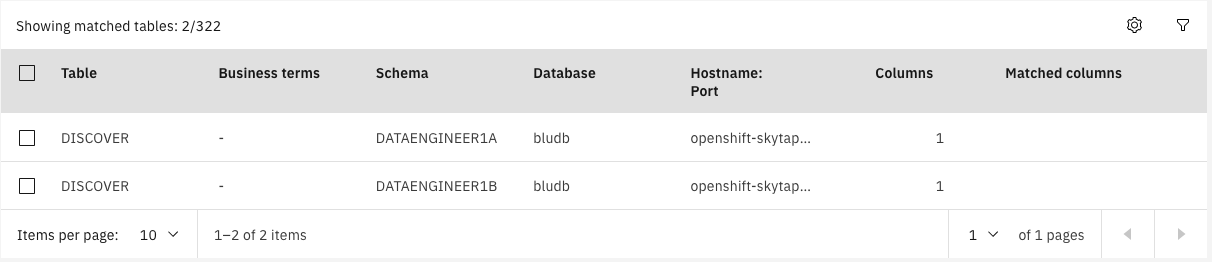 Showing matched tables: 2/322
Table Business terms Schema Database Hostname: Port Columns Matched columns
DISCOVER - DATAENGINEER1A bludb openshift-skytap... 1
DISCOVER - DATAENGINEER1B bludb openshift-skytap... 1
Items per page: 10 1–2 of 2 items 1 of 1 pages